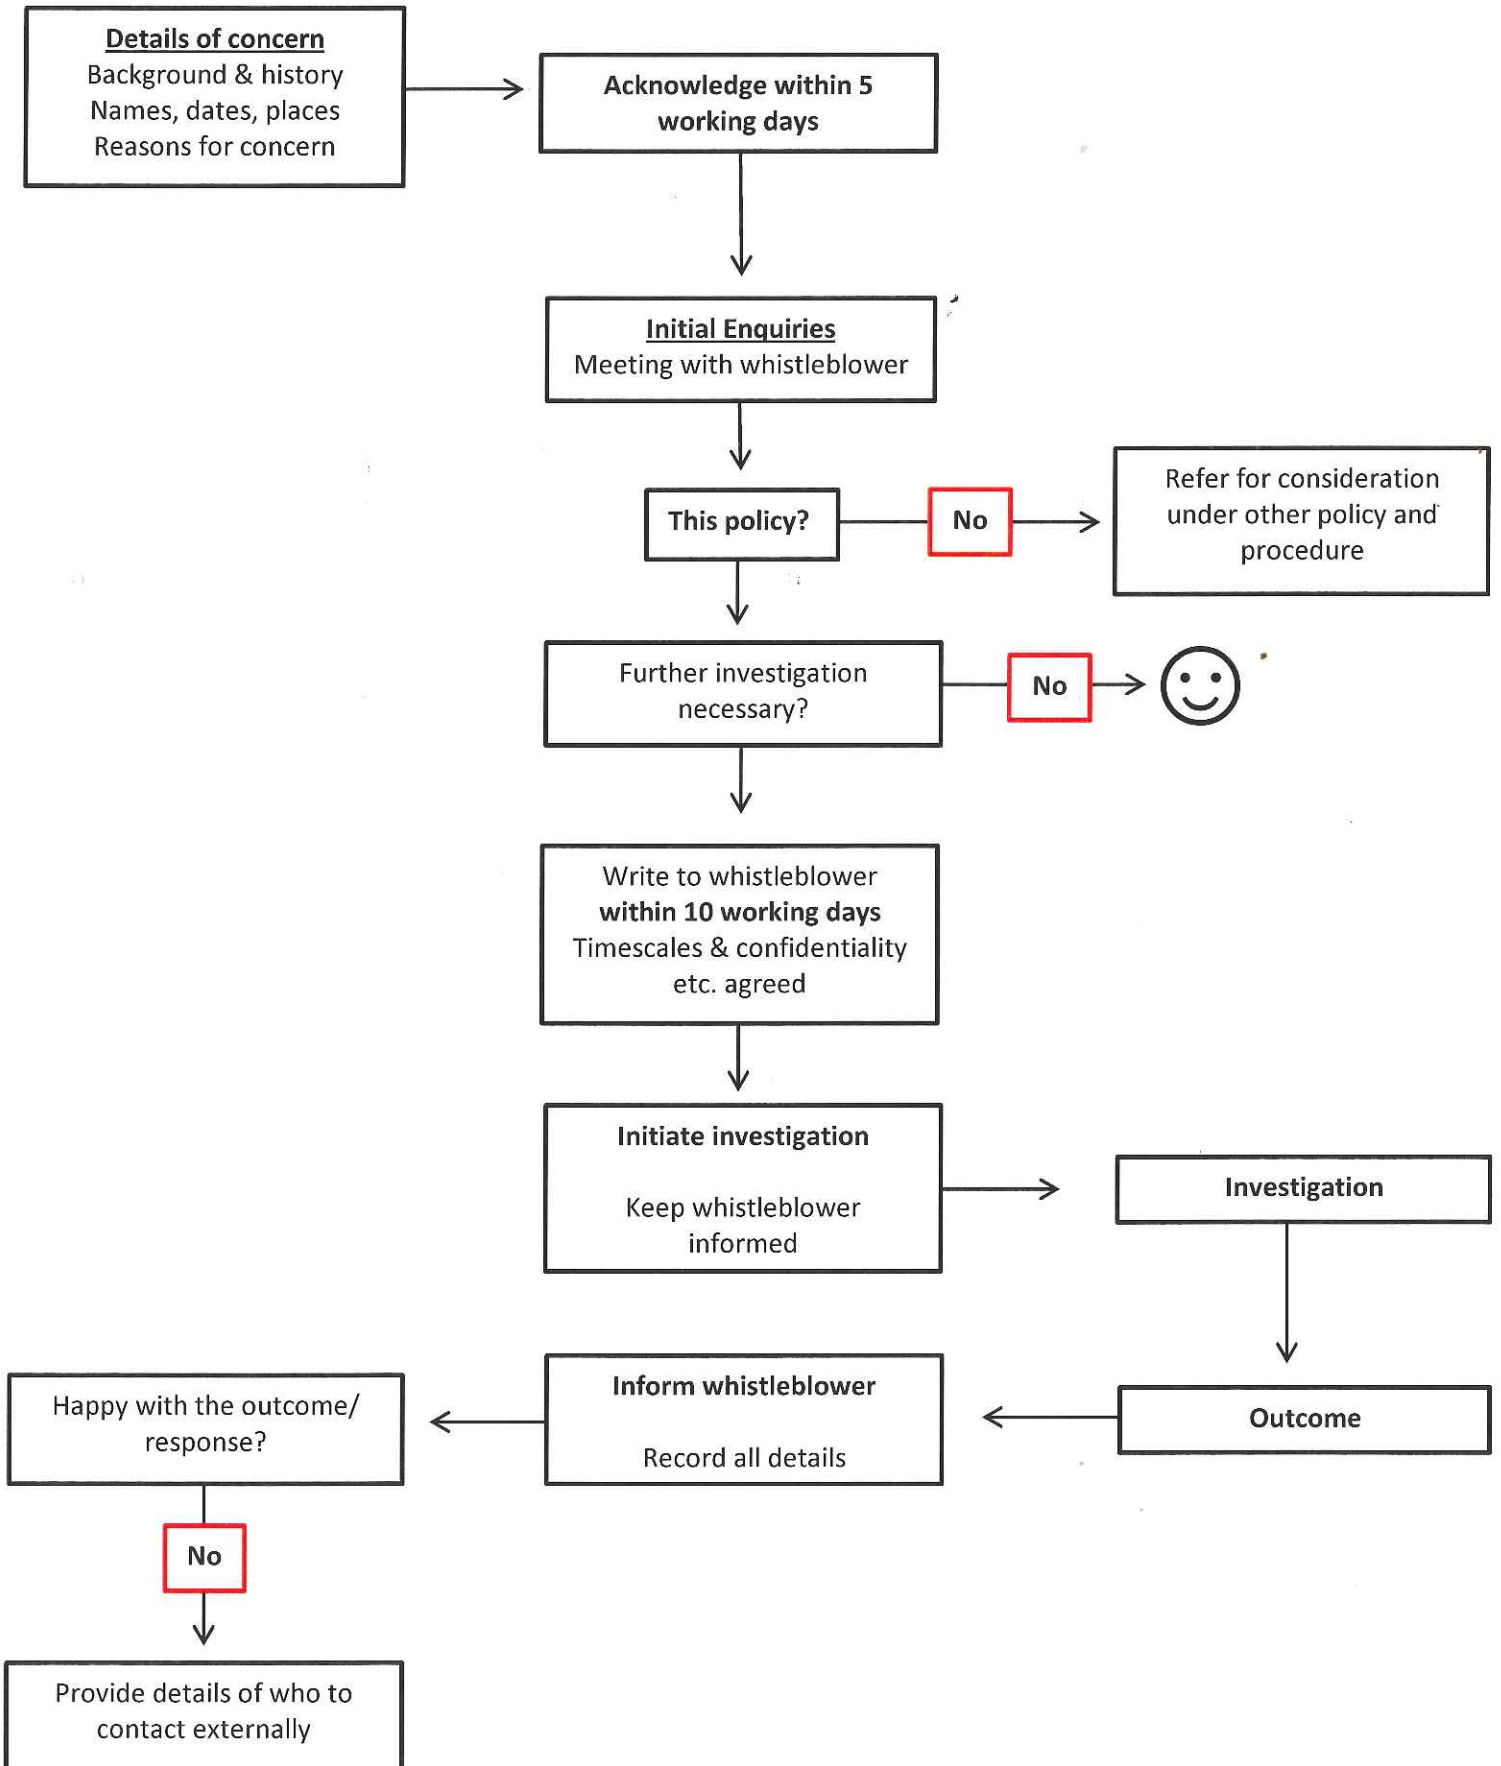 Details of concern
Background & history
Names, dates, places
Reasons for concern
Acknowledge within 5
working days
Initial Enquiries
Meeting with whistleblower
This policy?
No
Refer for consideration
under other policy and
procedure
Further investigation
necessary?
No
Write to whistleblower
within 10 working days
Timescales & confidentiality
etc. agreed
Initiate investigation
Keep whistleblower
informed
Investigation
Outcome
Inform whistleblower
Record all details
Happy with the outcome/
response?
No
Provide details of who to
contact externally